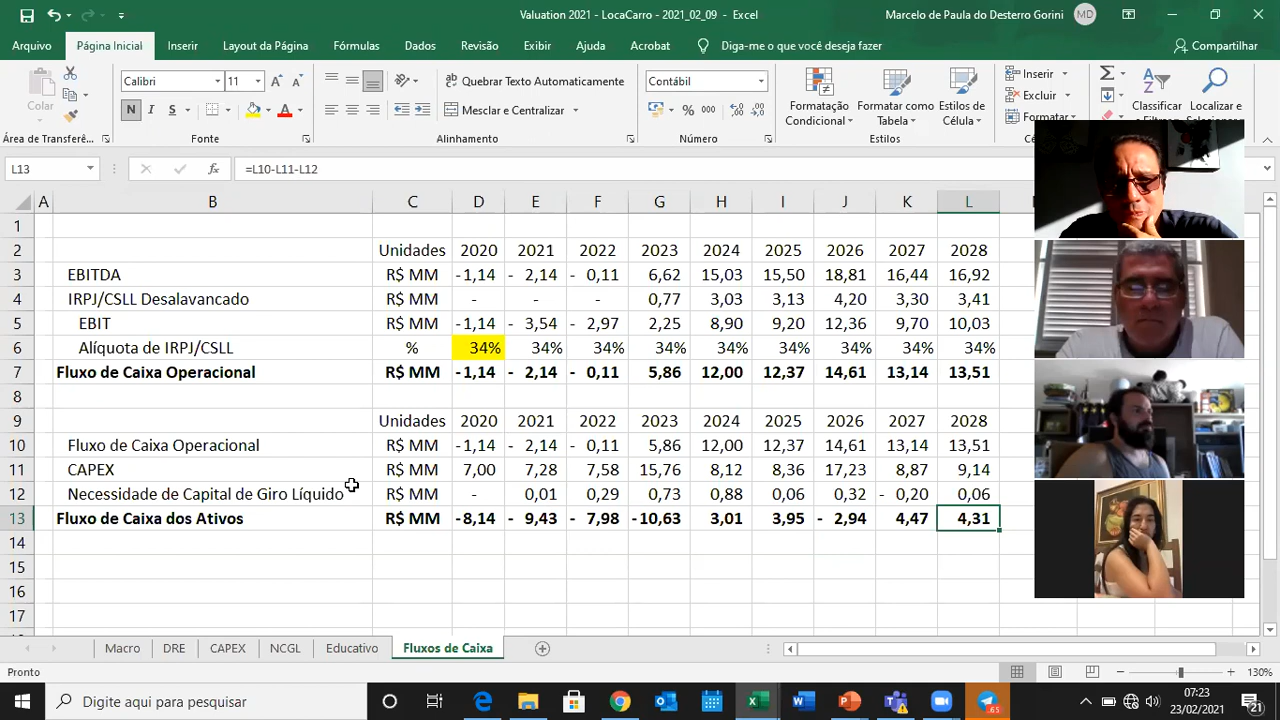 Valuation 2021 - LocaCarro - 2021_02_09 - Excel
Marcelo de Paula do Desterro Gorini MD
Arquivo Página Inicial Inserir Layout da Página Fórmulas Dados Revisão Exibir Ajuda Acrobat Diga-me o que você deseja fazer Compartilhar
Colar
Calibri 11
N I S
Quebrar Texto Automaticamente
Mesclar e Centralizar
Contábil
% 000
Formatação Condicional
Formatar como Tabela
Estilos de Célula
Inserir
Excluir
Formatar
Classificar
Localizar e
Área de Transferê... Fonte Alinhamento Número Estilos
L13 fx =L10-L11-L12
A B C D E F G H I J K L
1
2 Unidades 2020 2021 2022 2023 2024 2025 2026 2027 2028
3 EBITDA R$ MM -1,14 - 2,14 - 0,11 6,62 15,03 15,50 18,81 16,44 16,92
4 IRPJ/CSLL Desalavancado R$ MM - - - 0,77 3,03 3,13 4,20 3,30 3,41
5 EBIT R$ MM -1,14 - 3,54 - 2,97 2,25 8,90 9,20 12,36 9,70 10,03
6 Alíquota de IRPJ/CSLL % 34% 34% 34% 34% 34% 34% 34% 34% 34%
7 Fluxo de Caixa Operacional R$ MM -1,14 - 2,14 - 0,11 5,86 12,00 12,37 14,61 13,14 13,51
8
9 Unidades 2020 2021 2022 2023 2024 2025 2026 2027 2028
10 Fluxo de Caixa Operacional R$ MM -1,14 - 2,14 - 0,11 5,86 12,00 12,37 14,61 13,14 13,51
11 CAPEX R$ MM 7,00 7,28 7,58 15,76 8,12 8,36 17,23 8,87 9,14
12 Necessidade de Capital de Giro Líquido R$ MM - 0,01 0,29 0,73 0,88 0,06 0,32 - 0,20 0,06
13 Fluxo de Caixa dos Ativos R$ MM -8,14 - 9,43 - 7,98 -10,63 3,01 3,95 - 2,94 4,47 4,31
14
15
16
17
Macro DRE CAPEX NCGL Educativo Fluxos de Caixa
Pronto 130%
Digite aqui para pesquisar
65
07:23
23/02/2021
21